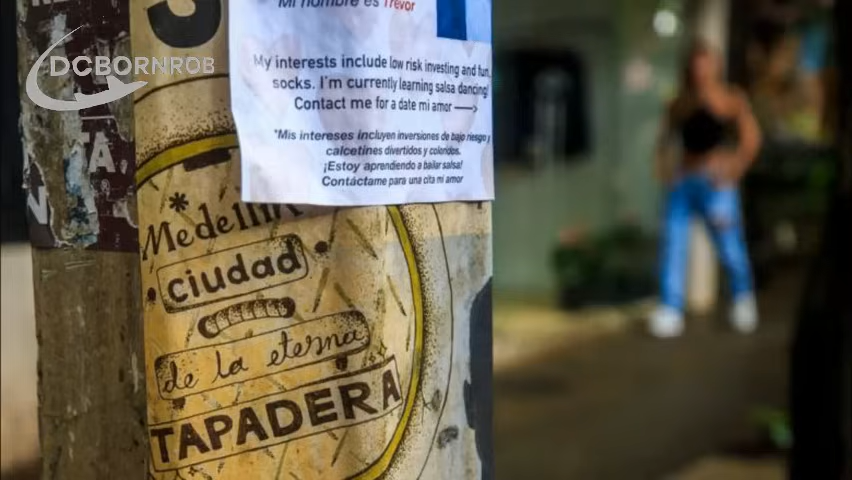 DCBORNROB
S
Mi nombre es Trevor
My interests include low risk investing and fun
socks. I'm currently learning salsa dancing!
Contact me for a date mi amor
*Mis intereses incluyen inversiones de bajo riesgo y
calcetines divertidos y coloridos.
¡Estoy aprendiendo a bailar salsa!
Contáctame para una cita mi amor
TA
N
Medellín
ciudad
de la eterna
TAPADERA